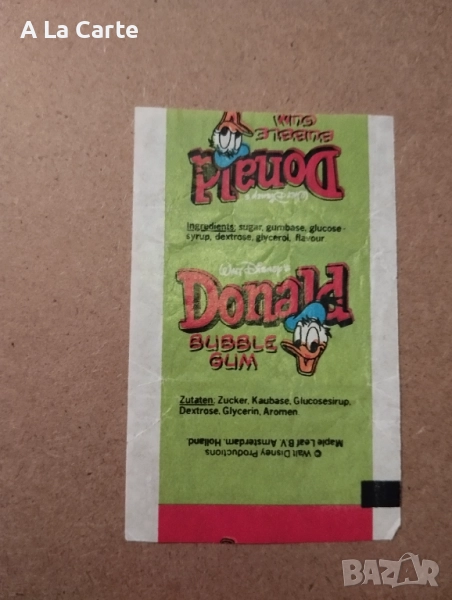 A La Carte
BUBBLE
GUM
Walt Disney's
Donald
Ingredients: sugar, gumbase, glucose-
syrup, dextrose, glycerol, flavour
Walt Disney's
Donald
BUBBLE
GUM
Zutaten: Zucker, Kaubase, Glucosesirup,
Dextrose, Glycerin, Aromen
© Walt Disney Productions
Maple Leaf B.V. Amsterdam. Holland.
BAZAR